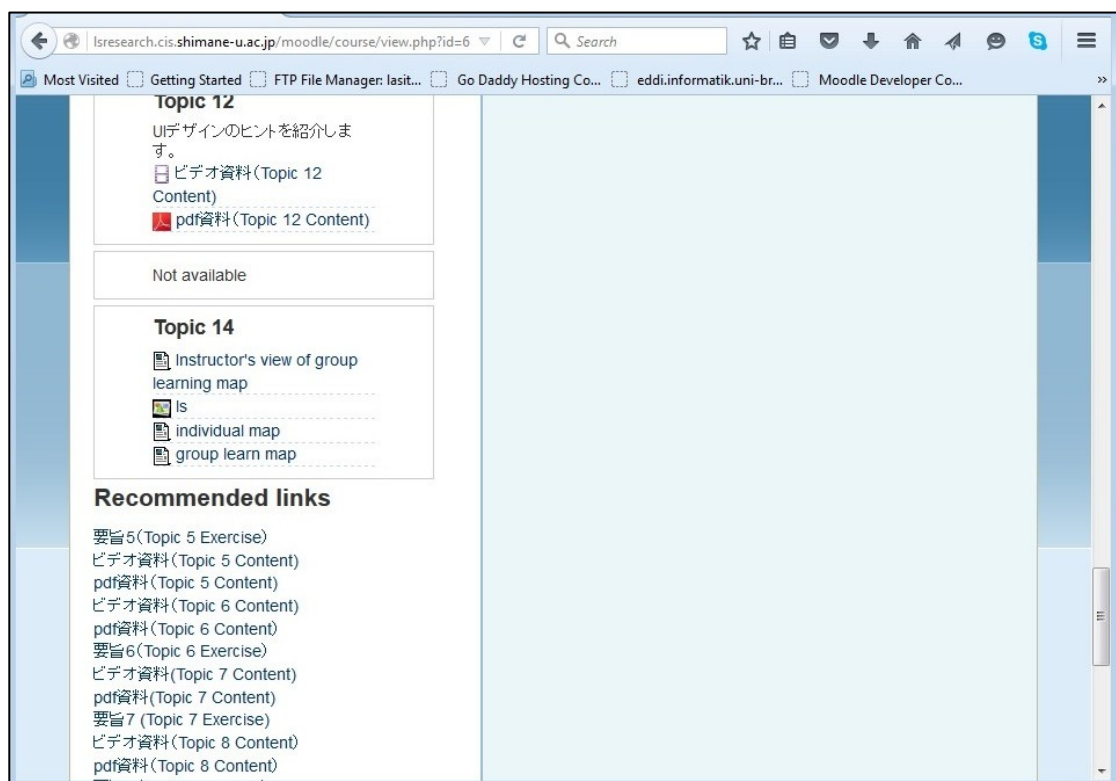 lsresearch.cis.shimane-u.ac.jp/moodle/course/view.php?id=6
Search
Most Visited
Getting Started
FTP File Manager: lasit...
Go Daddy Hosting Co...
eddi.informatik.uni-br...
Moodle Developer Co...
»
Topic 12
UIデザインのヒントを紹介しま
す。
ビデオ資料(Topic 12
Content)
pdf資料(Topic 12 Content)
Not available
Topic 14
Instructor's view of group
learning map
ls
individual map
group learn map
Recommended links
要旨5(Topic 5 Exercise)
ビデオ資料(Topic 5 Content)
pdf資料(Topic 5 Content)
ビデオ資料(Topic 6 Content)
pdf資料(Topic 6 Content)
要旨6(Topic 6 Exercise)
ビデオ資料(Topic 7 Content)
pdf資料(Topic 7 Content)
要旨7 (Topic 7 Exercise)
ビデオ資料(Topic 8 Content)
pdf資料(Topic 8 Content)